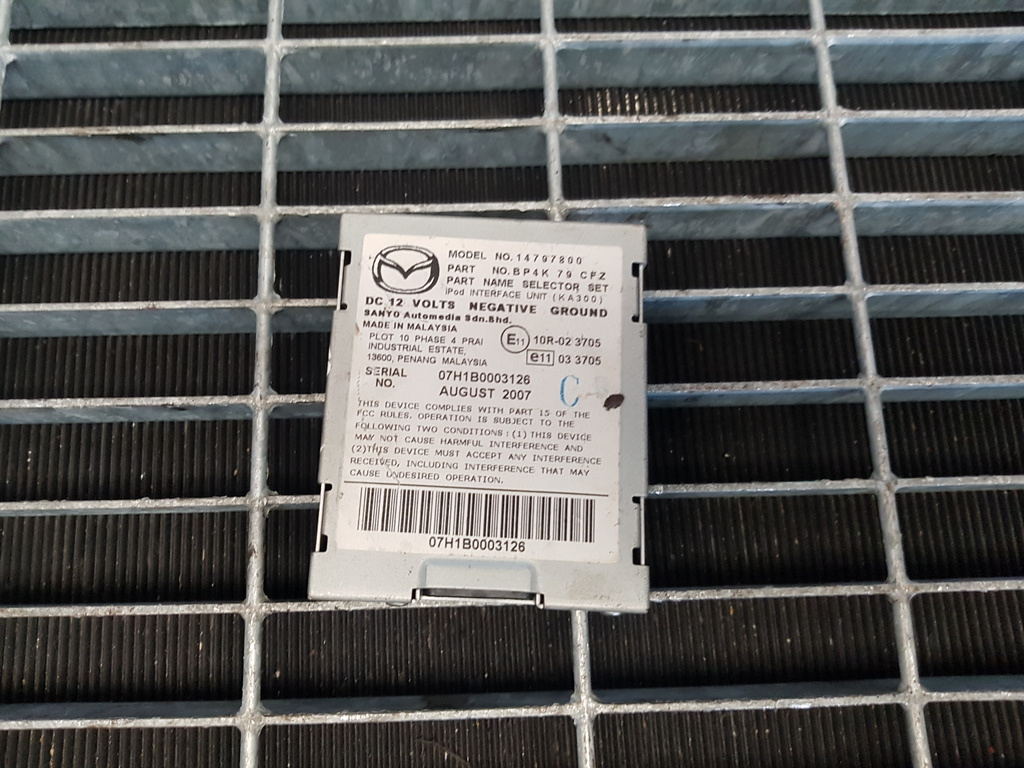 MODEL NO.14797800
PART NO.BP4K 79 CFZ
PART NAME SELECTOR SET
iPod INTERFACE UNIT (KA300)
DC 12 VOLTS NEGATIVE GROUND
SANYO Automedia Sdn.Bhd.
MADE IN MALAYSIA
PLOT 10 PHASE 4 PRAI
INDUSTRIAL ESTATE,
13600, PENANG MALAYSIA
E11 10R-02 3705
e11 03 3705
SERIAL NO. 07H1B0003126
AUGUST 2007
C
THIS DEVICE COMPLIES WITH PART 15 OF THE
FCC RULES. OPERATION IS SUBJECT TO THE
FOLLOWING TWO CONDITIONS : (1) THIS DEVICE
MAY NOT CAUSE HARMFUL INTERFERENCE AND
(2)THIS DEVICE MUST ACCEPT ANY INTERFERENCE
RECEIVED, INCLUDING INTERFERENCE THAT MAY
CAUSE UNDESIRED OPERATION.
07H1B0003126